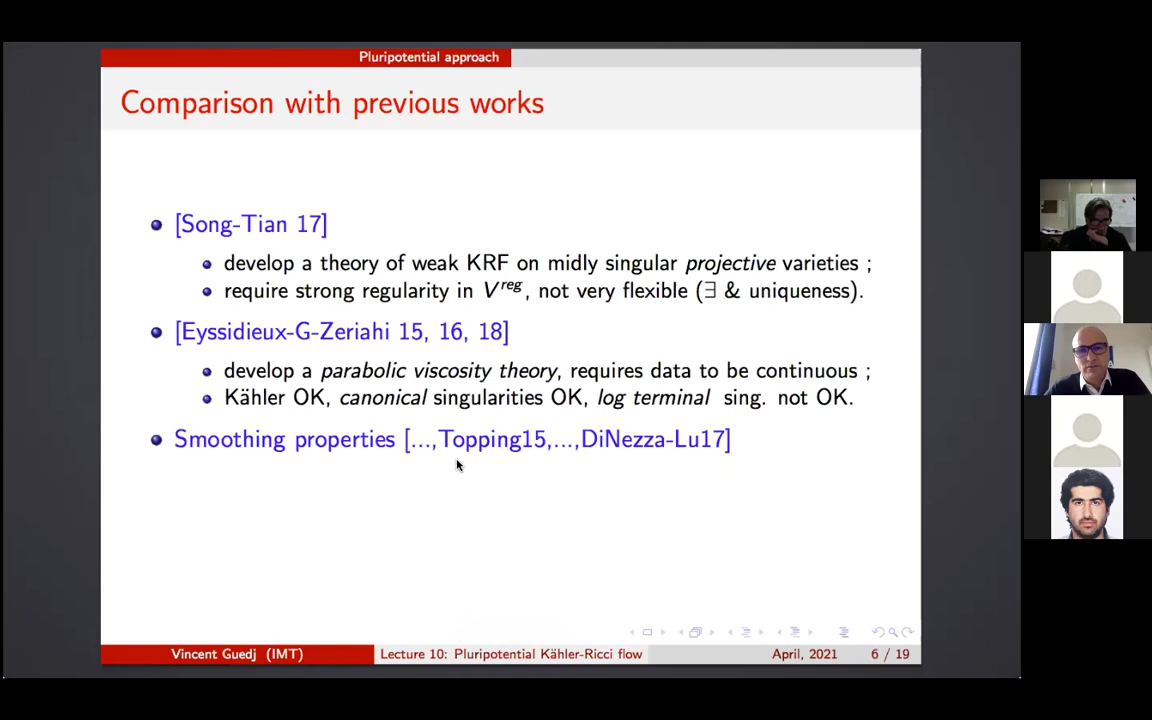 Pluripotential approach
Comparison with previous works
[Song-Tian 17]
develop a theory of weak KRF on midly singular projective varieties ;
require strong regularity in V^reg, not very flexible (∃ & uniqueness).
[Eyssidieux-G-Zeriahi 15, 16, 18]
develop a parabolic viscosity theory, requires data to be continuous ;
Kähler OK, canonical singularities OK, log terminal sing. not OK.
Smoothing properties [...,Topping15,...,DiNezza-Lu17]
Vincent Guedj (IMT) Lecture 10: Pluripotential Kähler-Ricci flow April, 2021 6 / 19